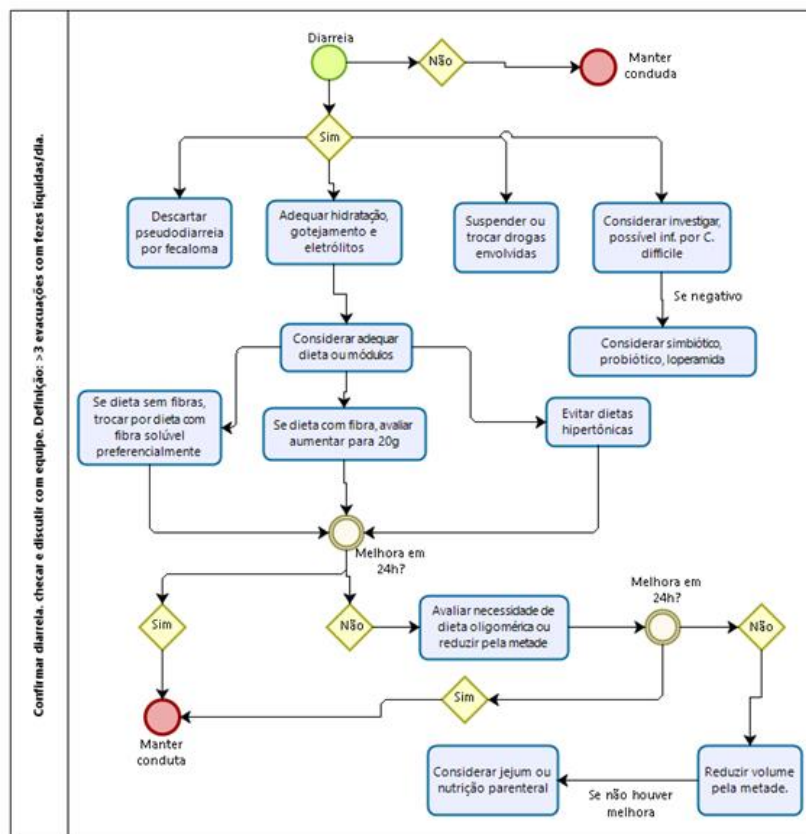 Confirmar diarreia, checar e discutir com equipe. Definição: >3 evacuações com fezes líquidas/dia.
Diarreia
Não
Manter
conduda
Sim
Descartar
pseudodiarreia
por fecaloma
Adequar hidratação,
gotejamento e
eletrólitos
Suspender ou
trocar drogas
envolvidas
Considerar investigar,
possível inf. por C.
difficile
Se negativo
Considerar adequar
dieta ou módulos
Considerar simbiótico,
probiótico, loperamida
Se dieta sem fibras,
trocar por dieta com
fibra solúvel
preferencialmente
Se dieta com fibra, avaliar
aumentar para 20g
Evitar dietas
hipertônicas
Melhora em
24h?
Sim
Não
Avaliar necessidade de
dieta oligomérica ou
reduzir pela metade
Melhora em
24h?
Não
Sim
Manter
conduta
Considerar jejum ou
nutrição parenteral
Se não houver
melhora
Reduzir volume
pela metade.